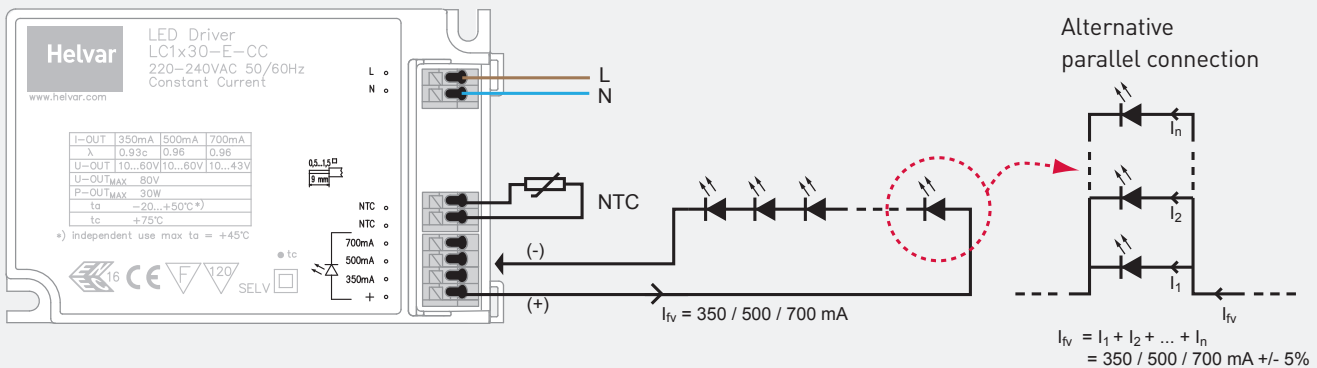 Helvar
www.helvar.com
LED Driver
LC1x30-E-CC
220-240VAC 50/60Hz
Constant Current
I-OUT 350mA 500mA 700mA
λ 0.93c 0.96 0.96
U-OUT 10...60V 10...60V 10...43V
U-OUTMAX 80V
P-OUTMAX 30W
ta -20...+50°C*)
tc +75°C
*) independent use max ta = +45°C
16 CE F 120 SELV
● tc
L
N
0,5...1,5
9 mm
NTC
NTC
700mA
500mA
350mA
+
L
N
NTC
(-)
(+)
Ifv = 350 / 500 / 700 mA
Alternative
parallel connection
In
I2
I1
Ifv
Ifv = I1 + I2 + ... + In
= 350 / 500 / 700 mA +/- 5%